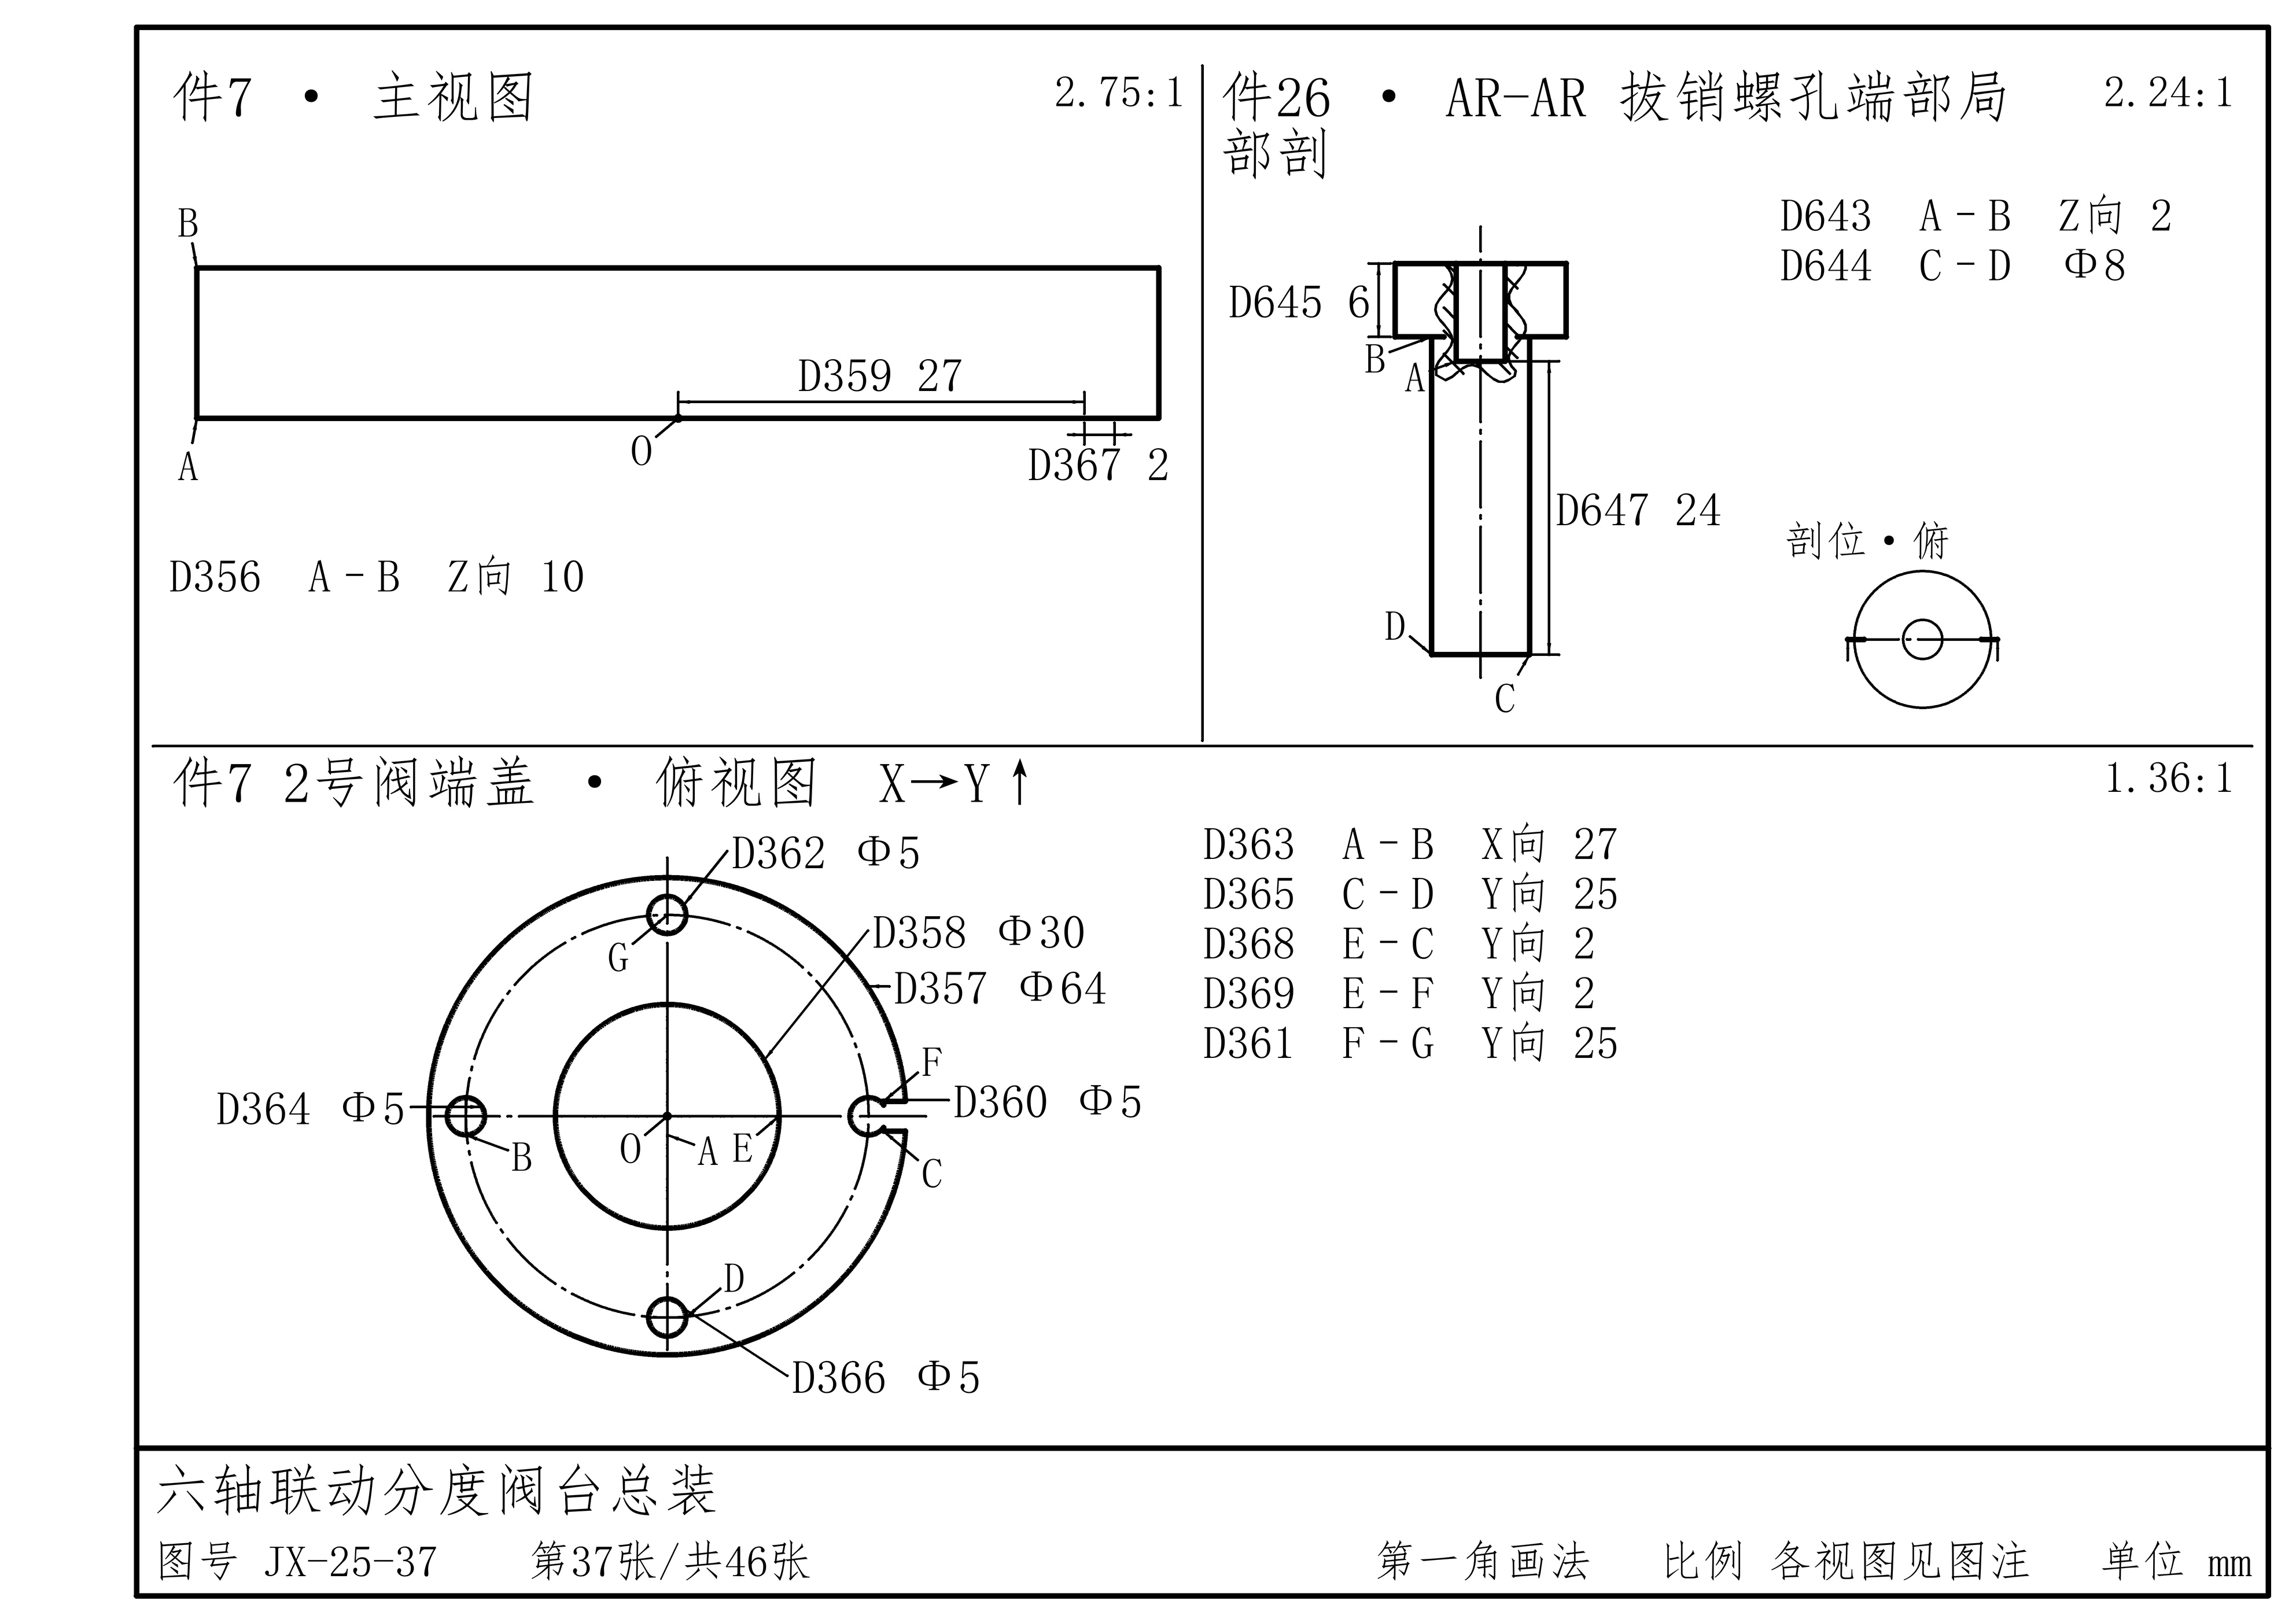 件7 · 主视图 2.75:1
B
D359 27
O
A
D367 2
D356 A-B Z向 10
件26 · AR-AR 拔销螺孔端部局部剖 2.24:1
D643 A-B Z向 2
D644 C-D Φ8
D645 6
B
A
D647 24
剖位·俯
D
C
件7 2号阀端盖 · 俯视图 X→Y↑ 1.36:1
D362 Φ5
D363 A-B X向 27
D365 C-D Y向 25
D368 E-C Y向 2
D369 E-F Y向 2
D361 F-G Y向 25
G
D358 Φ30
D357 Φ64
F
D364 Φ5
D360 Φ5
B
O
A
E
C
D
D366 Φ5
六轴联动分度阀台总装
图号 JX-25-37 第37张/共46张 第一角画法 比例 各视图见图注 单位 mm